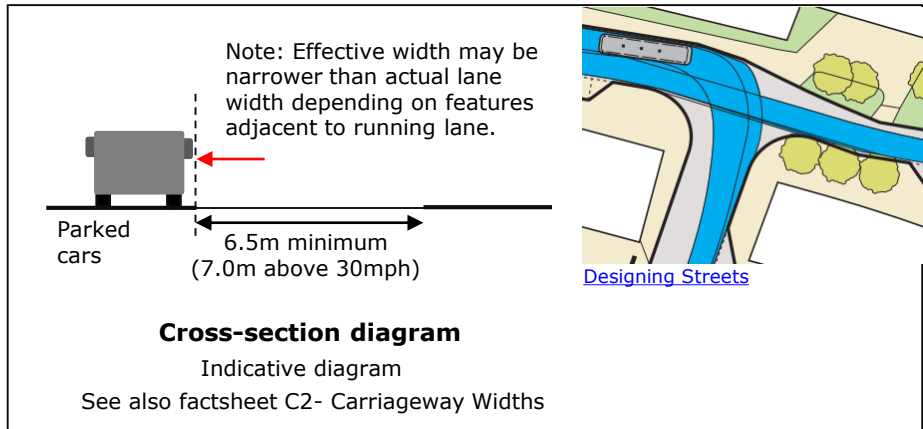 Note: Effective width may be
narrower than actual lane
width depending on features
adjacent to running lane.
Parked
cars
6.5m minimum
(7.0m above 30mph)
Designing Streets
Cross-section diagram
Indicative diagram
See also factsheet C2- Carriageway Widths